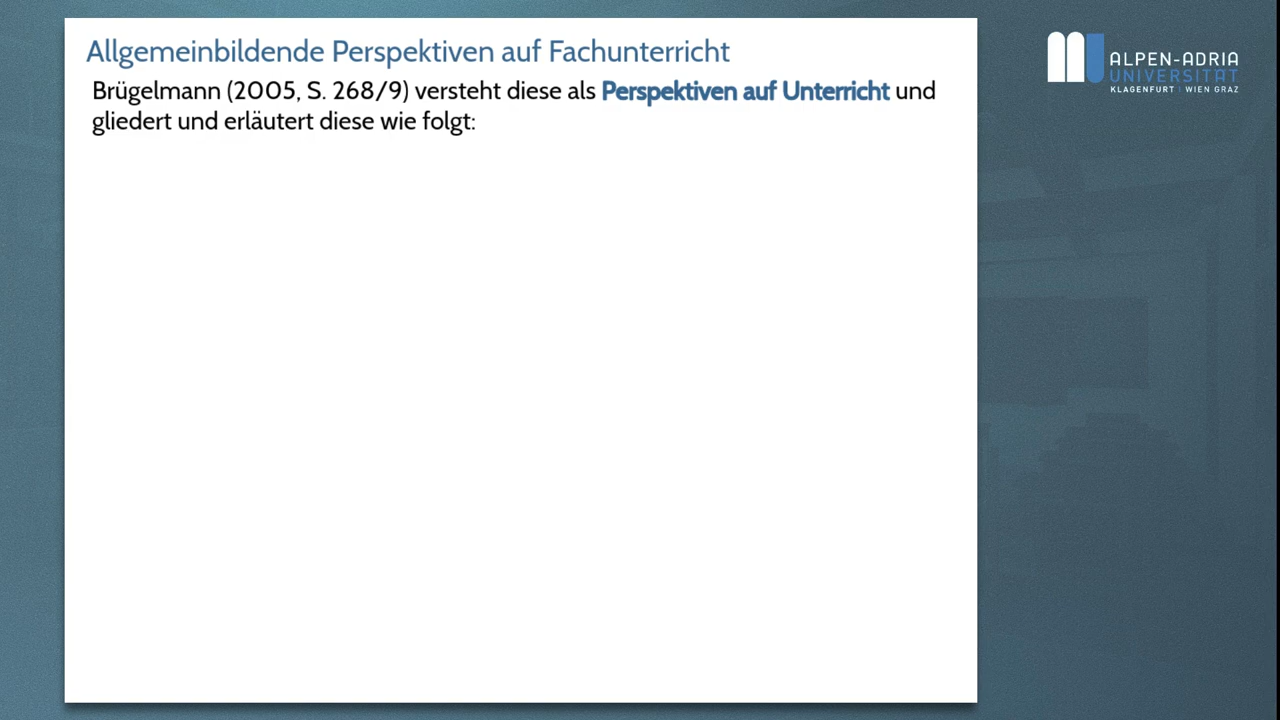 Allgemeinbildende Perspektiven auf Fachunterricht
Brügelmann (2005, S. 268/9) versteht diese als Perspektiven auf Unterricht und
gliedert und erläutert diese wie folgt:
ALPEN-ADRIA
UNIVERSITÄT
KLAGENFURT | WIEN GRAZ